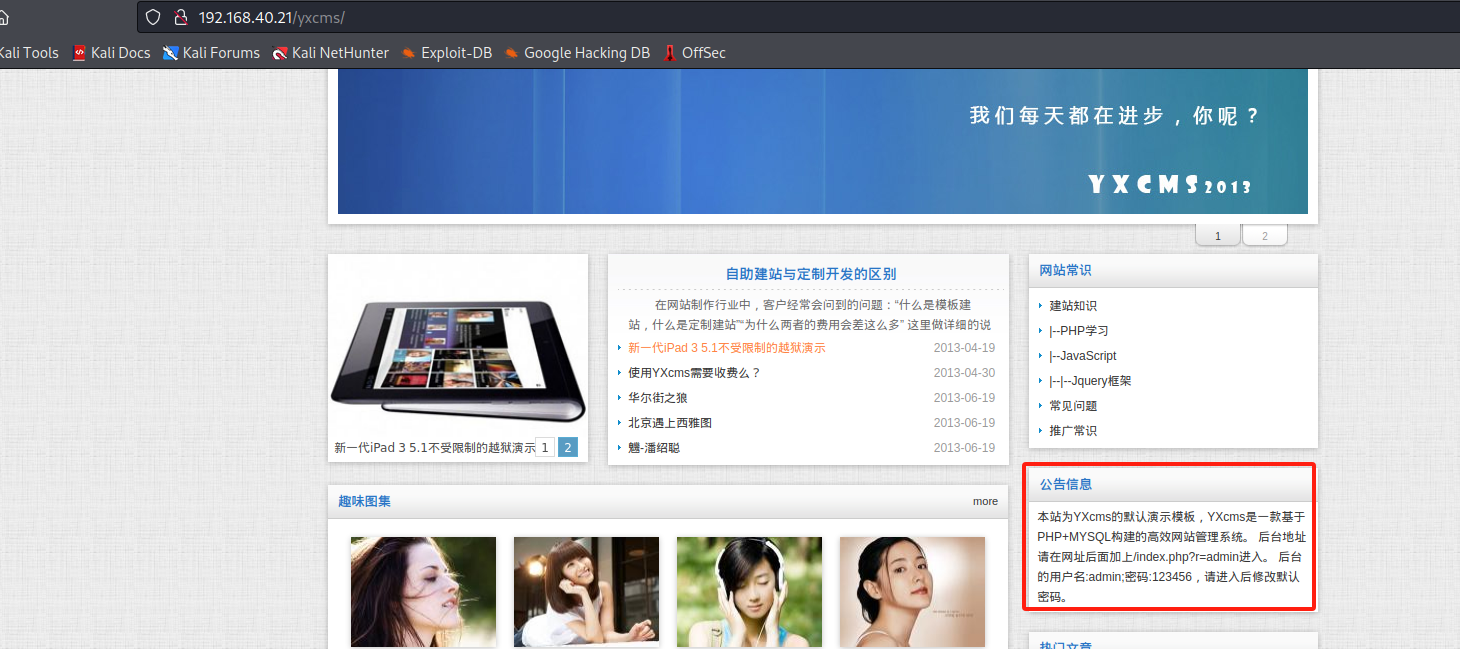 192.168.40.21/yxcms/
Kali Tools Kali Docs Kali Forums Kali NetHunter Exploit-DB Google Hacking DB OffSec
我们每天都在进步，你呢？
YXCMS2013
1 2
新一代iPad 3 5.1不受限制的越狱演示 1 2
自助建站与定制开发的区别
在网站制作行业中，客户经常会问到的问题：“什么是模板建
站，什么是定制建站”“为什么两者的费用会差这么多” 这里做详细的说
新一代iPad 3 5.1不受限制的越狱演示 2013-04-19
使用YXcms需要收费么？ 2013-04-30
华尔街之狼 2013-06-19
北京遇上西雅图 2013-06-19
魕-潘绍聪 2013-06-19
网站常识
建站知识
|--PHP学习
|--JavaScript
|--|--Jquery框架
常见问题
推广常识
趣味图集 more
公告信息
本站为YXcms的默认演示模板，YXcms是一款基于
PHP+MYSQL构建的高效网站管理系统。 后台地址
请在网址后面加上/index.php?r=admin进入。 后台
的用户名:admin;密码:123456，请进入后修改默认
密码。
热门文章